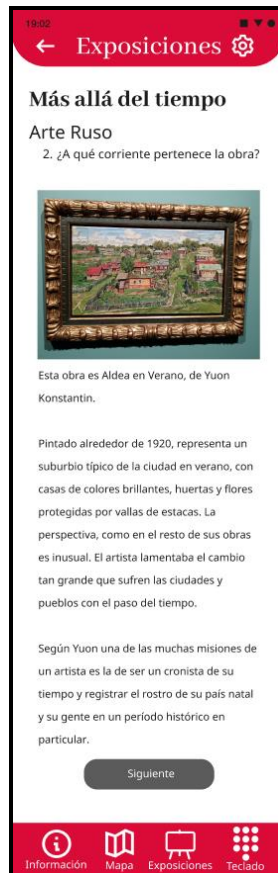 19:02
Exposiciones
Más allá del tiempo
Arte Ruso
2. ¿A qué corriente pertenece la obra?
Esta obra es Aldea en Verano, de Yuon
Konstantin.
Pintado alrededor de 1920, representa un
suburbio típico de la ciudad en verano, con
casas de colores brillantes, huertas y flores
protegidas por vallas de estacas. La
perspectiva, como en el resto de sus obras
es inusual. El artista lamentaba el cambio
tan grande que sufren las ciudades y
pueblos con el paso del tiempo.
Según Yuon una de las muchas misiones de
un artista es la de ser un cronista de su
tiempo y registrar el rostro de su país natal
y su gente en un período histórico en
particular.
Siguiente
Información Mapa Exposiciones Teclado